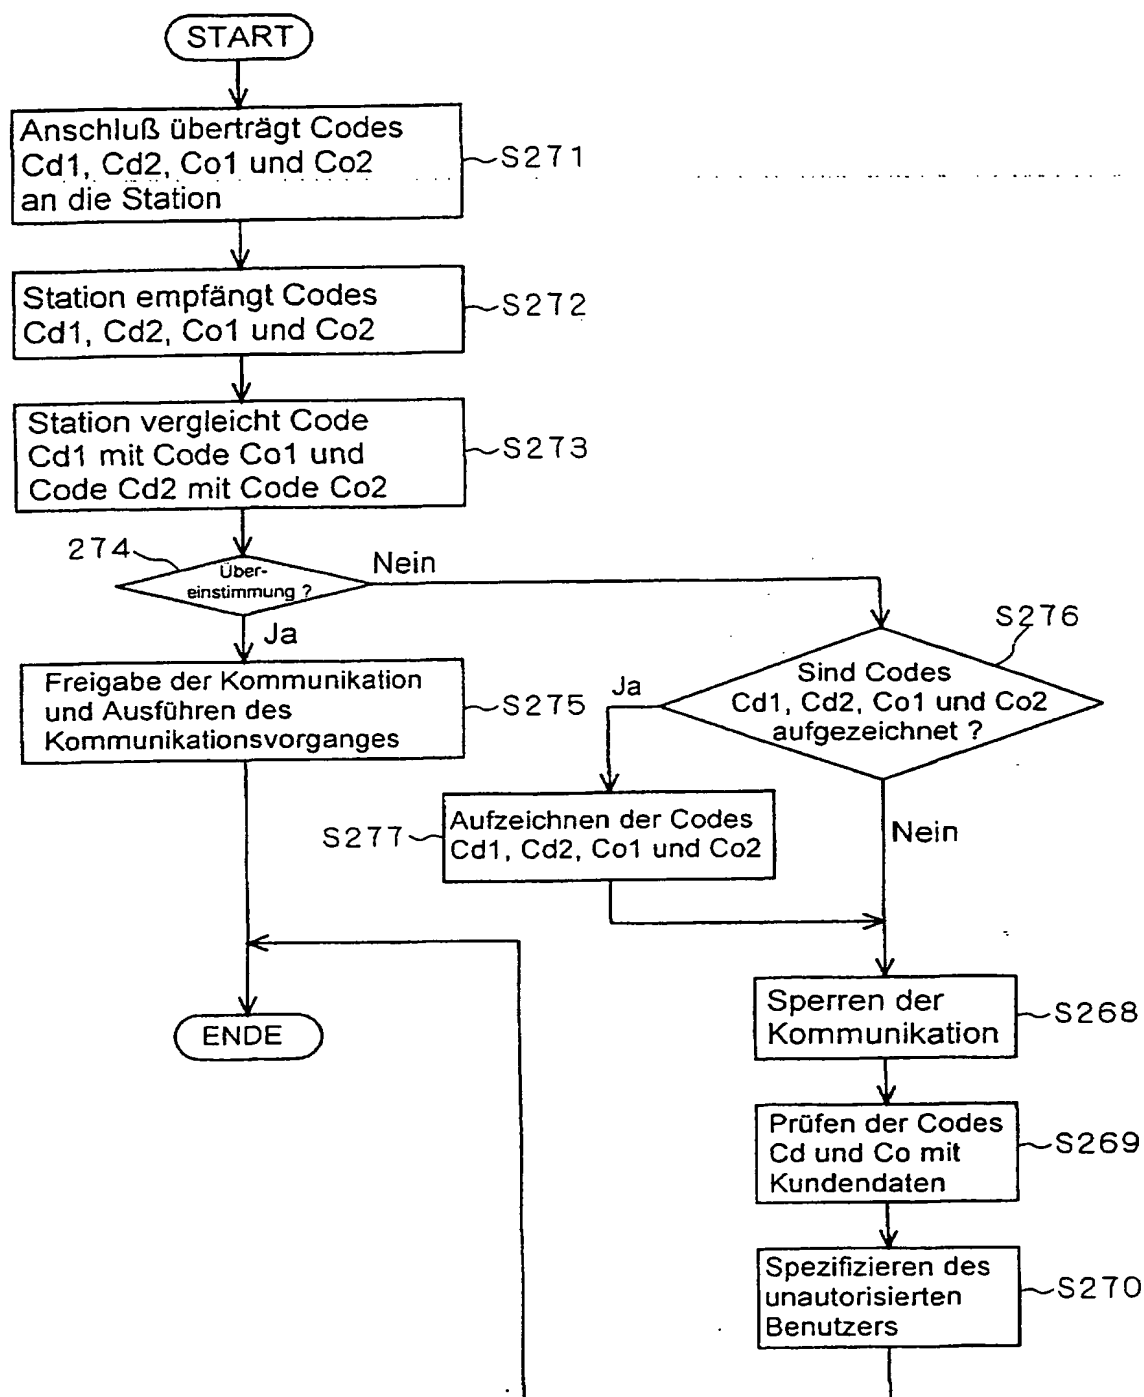 START
Anschluß überträgt Codes
Cd1, Cd2, Co1 und Co2
an die Station
S271
Station empfängt Codes
Cd1, Cd2, Co1 und Co2
S272
Station vergleicht Code
Cd1 mit Code Co1 und
Code Cd2 mit Code Co2
S273
274
Über-
einstimmung ?
Nein
Ja
Freigabe der Kommunikation
und Ausführen des
Kommunikationsvorganges
S275
S276
Sind Codes
Cd1, Cd2, Co1 und Co2
aufgezeichnet ?
Ja
Nein
S277
Aufzeichnen der Codes
Cd1, Cd2, Co1 und Co2
ENDE
Sperren der
Kommunikation
S268
Prüfen der Codes
Cd und Co mit
Kundendaten
S269
Spezifizieren des
unautorisierten
Benutzers
S270